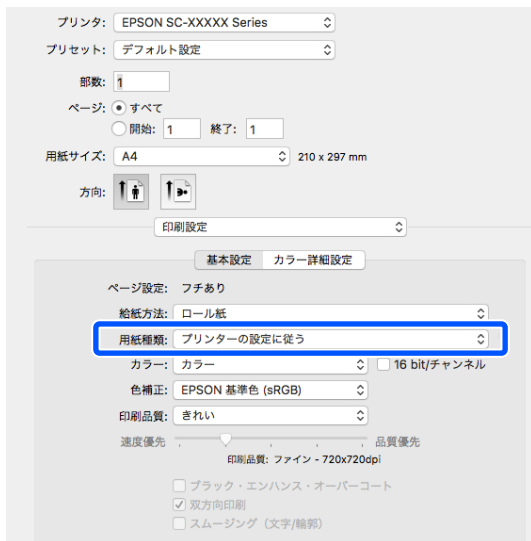 プリンタ: EPSON SC-XXXXX Series
プリセット: デフォルト設定
部数: 1
ページ: すべて
開始: 1 終了: 1
用紙サイズ: A4 210 x 297 mm
方向:
印刷設定
基本設定 カラー詳細設定
ページ設定: フチあり
給紙方法: ロール紙
用紙種類: プリンターの設定に従う
カラー: カラー 16 bit/チャンネル
色補正: EPSON 基準色 (sRGB)
印刷品質: きれい
速度優先 品質優先
印刷品質: ファイン - 720x720dpi
ブラック・エンハンス・オーバーコート
双方向印刷
スムージング（文字/輪郭）